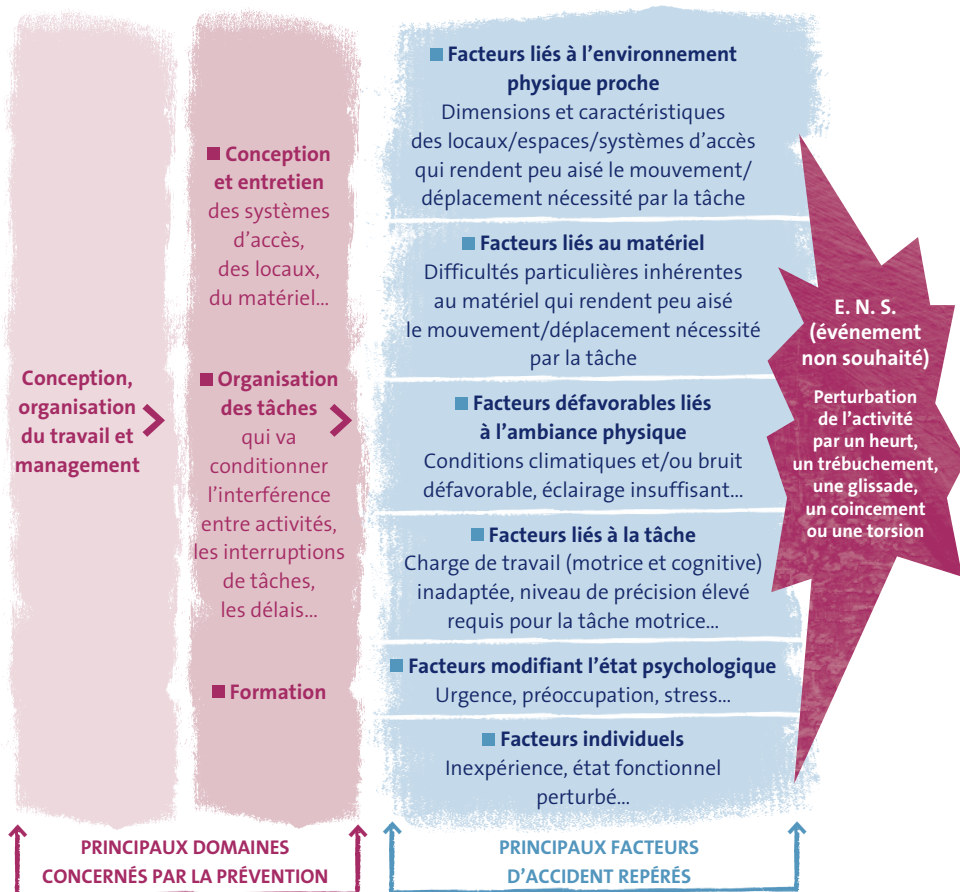 Conception,
organisation
du travail et
management
■ Conception
et entretien
des systèmes
d’accès,
des locaux,
du matériel...
■ Organisation
des tâches
qui va
conditionner
l’interférence
entre activités,
les interruptions
de tâches,
les délais...
■ Formation
■ Facteurs liés à l’environnement
physique proche
Dimensions et caractéristiques
des locaux/espaces/systèmes d’accès
qui rendent peu aisé le mouvement/
déplacement nécessité par la tâche
■ Facteurs liés au matériel
Difficultés particulières inhérentes
au matériel qui rendent peu aisé
le mouvement/déplacement nécessité
par la tâche
■ Facteurs défavorables liés
à l’ambiance physique
Conditions climatiques et/ou bruit
défavorable, éclairage insuffisant...
■ Facteurs liés à la tâche
Charge de travail (motrice et cognitive)
inadaptée, niveau de précision élevé
requis pour la tâche motrice...
■ Facteurs modifiant l’état psychologique
Urgence, préoccupation, stress...
■ Facteurs individuels
Inexpérience, état fonctionnel
perturbé...
E. N. S.
(événement
non souhaité)
Perturbation
de l’activité
par un heurt,
un trébuchement,
une glissade,
un coincement
ou une torsion
PRINCIPAUX DOMAINES
CONCERNÉS PAR LA PRÉVENTION
PRINCIPAUX FACTEURS
D’ACCIDENT REPÉRÉS